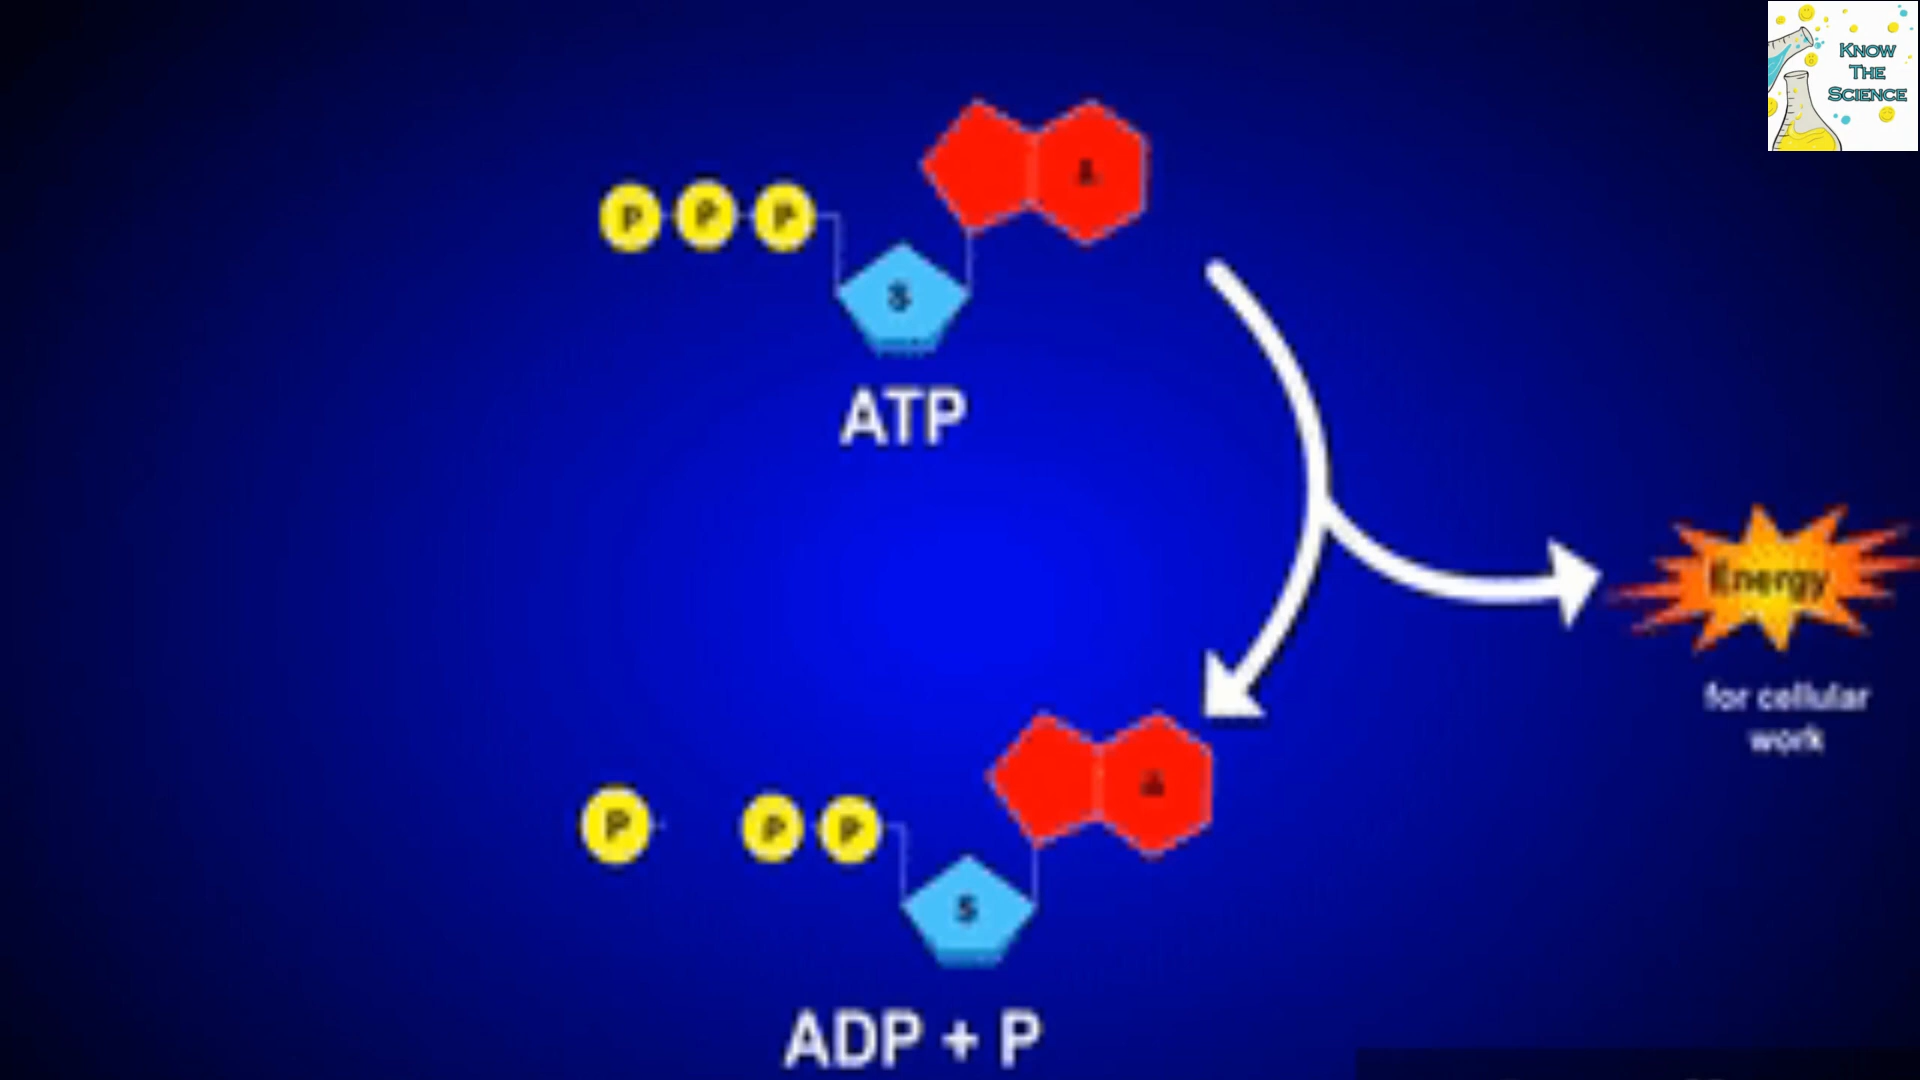 KNOW
THE
SCIENCE
P P P
A
S
ATP
Energy
for cellular
work
P P P
A
S
ADP + P